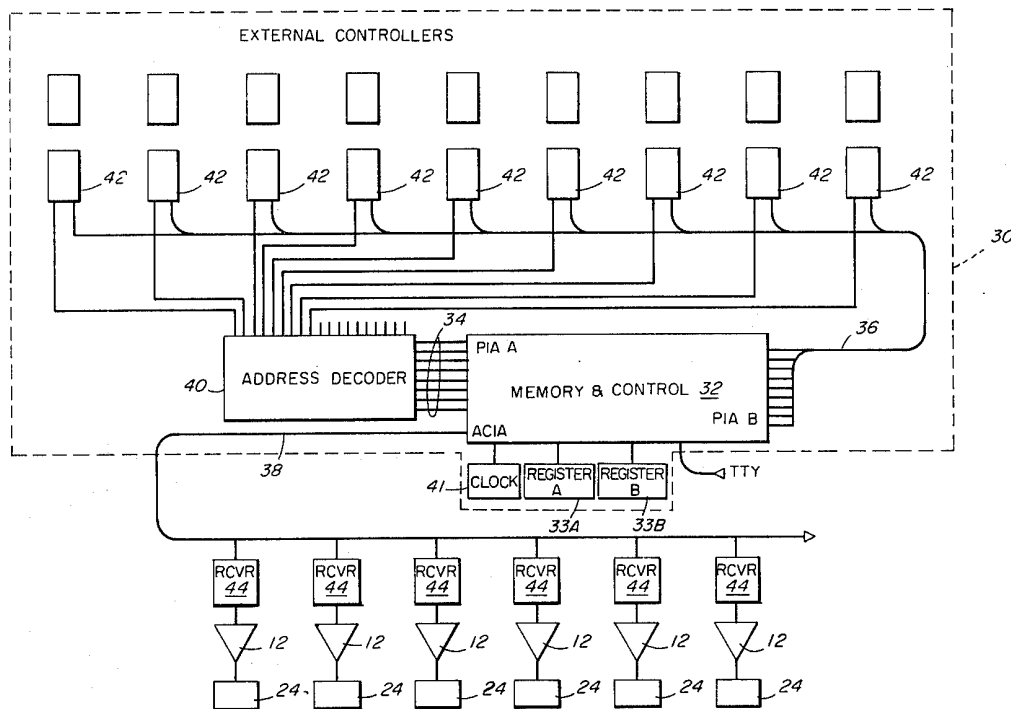 EXTERNAL CONTROLLERS
42 42 42 42 42 42 42 42 42
30
34
36
PIA A
40 ADDRESS DECODER
MEMORY & CONTROL 32
PIA B
ACIA
38
41 CLOCK
REGISTER A
REGISTER B
TTY
33A 33B
RCVR 44 RCVR 44 RCVR 44 RCVR 44 RCVR 44 RCVR 44
12 12 12 12 12 12
24 24 24 24 24 24